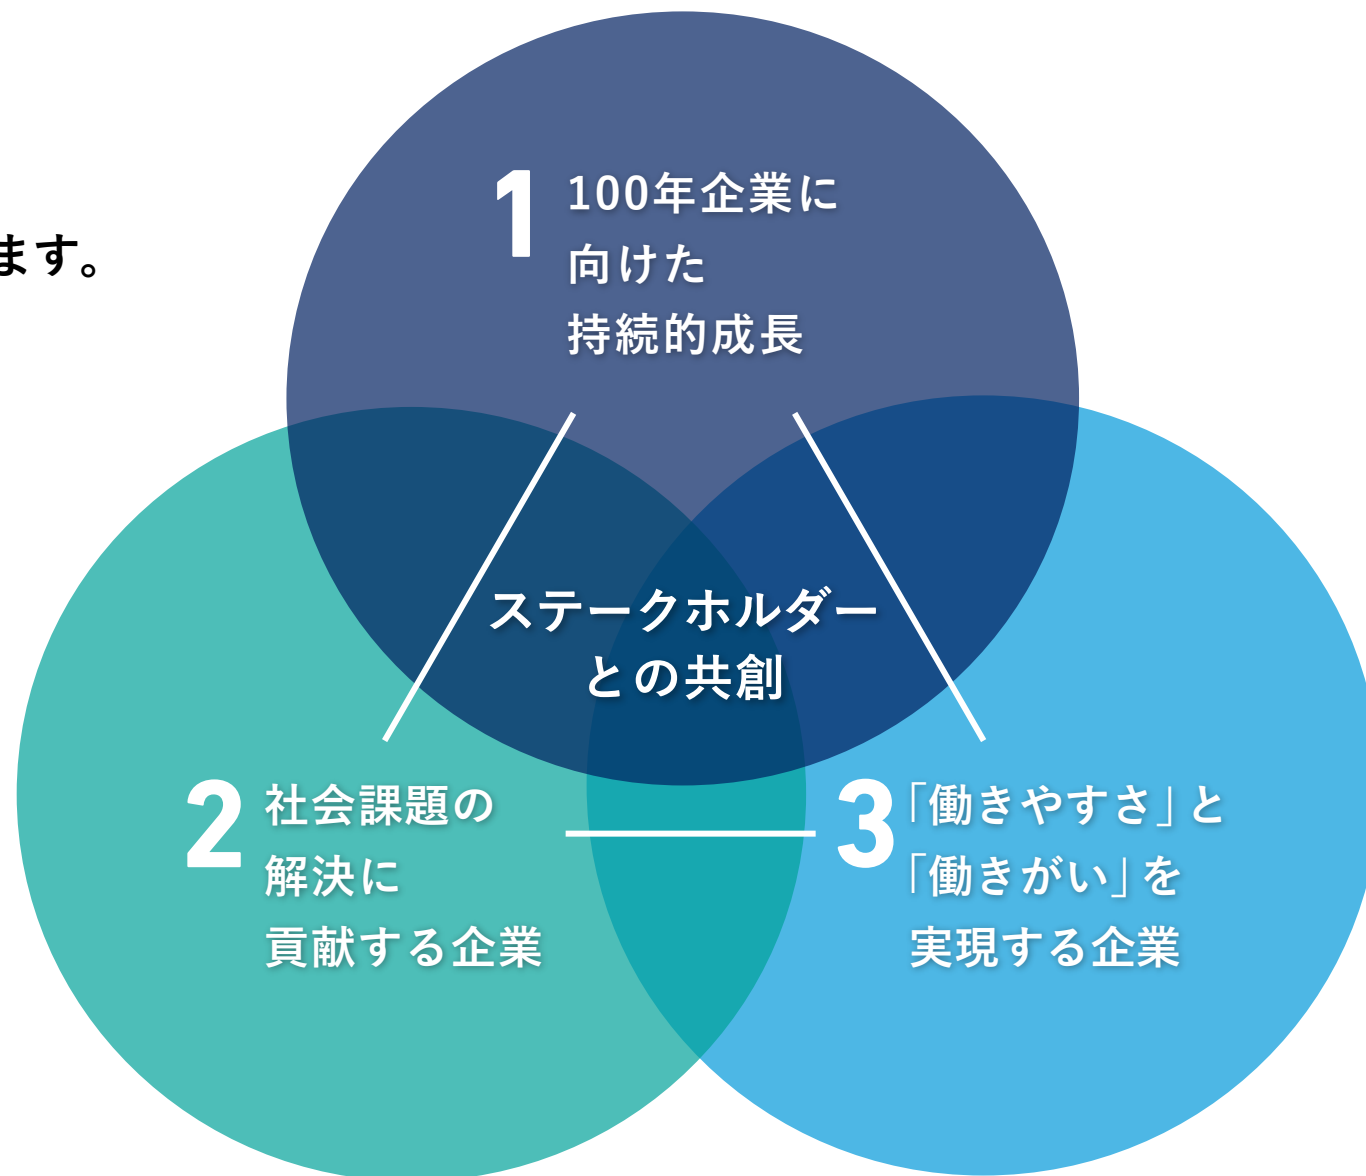 ます。
1 100年企業に
向けた
持続的成長
ステークホルダー
との共創
2 社会課題の
解決に
貢献する企業
3 「働きやすさ」と
「働きがい」を
実現する企業